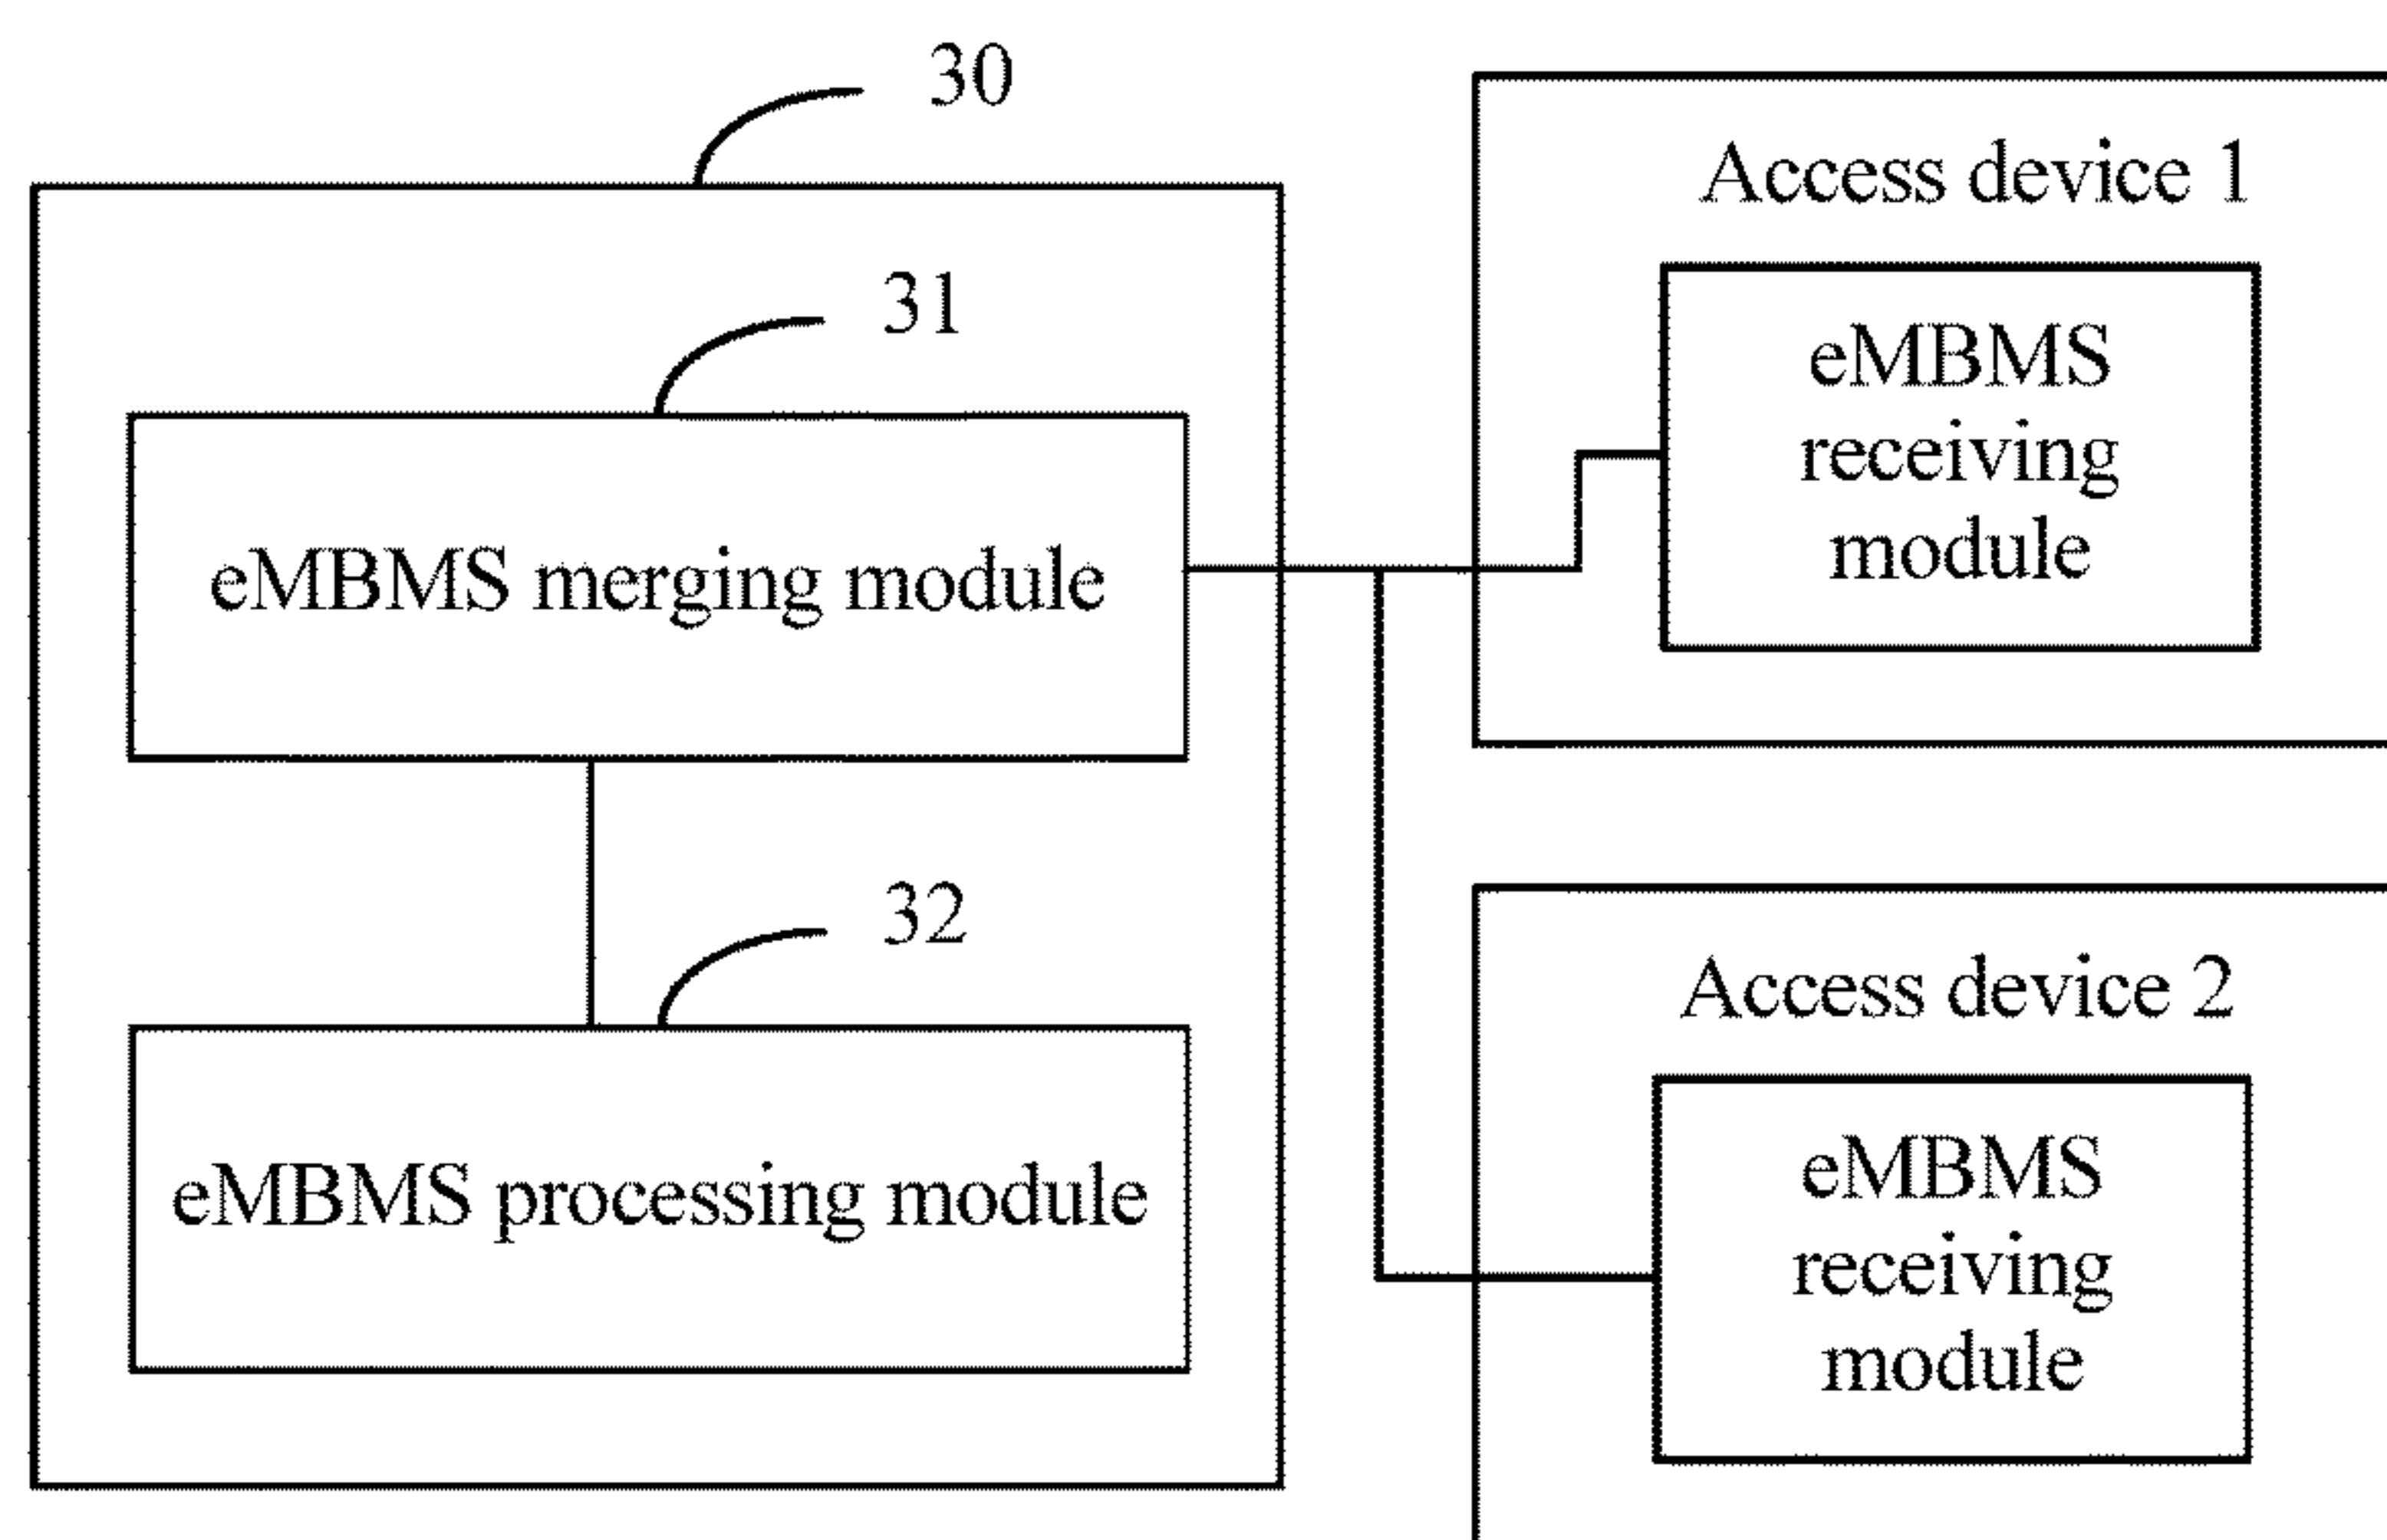 30
31
eMBMS merging module
32
eMBMS processing module
Access device 1
eMBMS
receiving
module
Access device 2
eMBMS
receiving
module